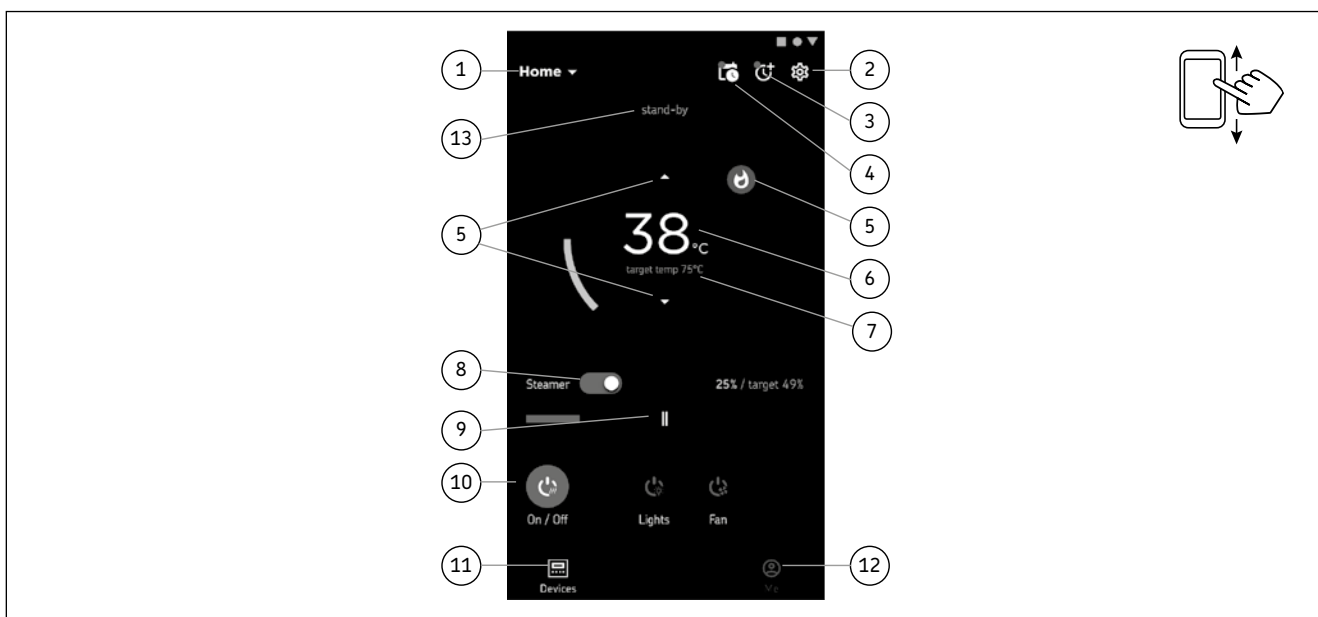 1
Home
2
stand-by
3
13
4
5
5
38 °C
6
target temp 75°C
7
8
Steamer
25% / target 49%
9
10
On / Off
Lights
Fan
11
12
Devices
Me